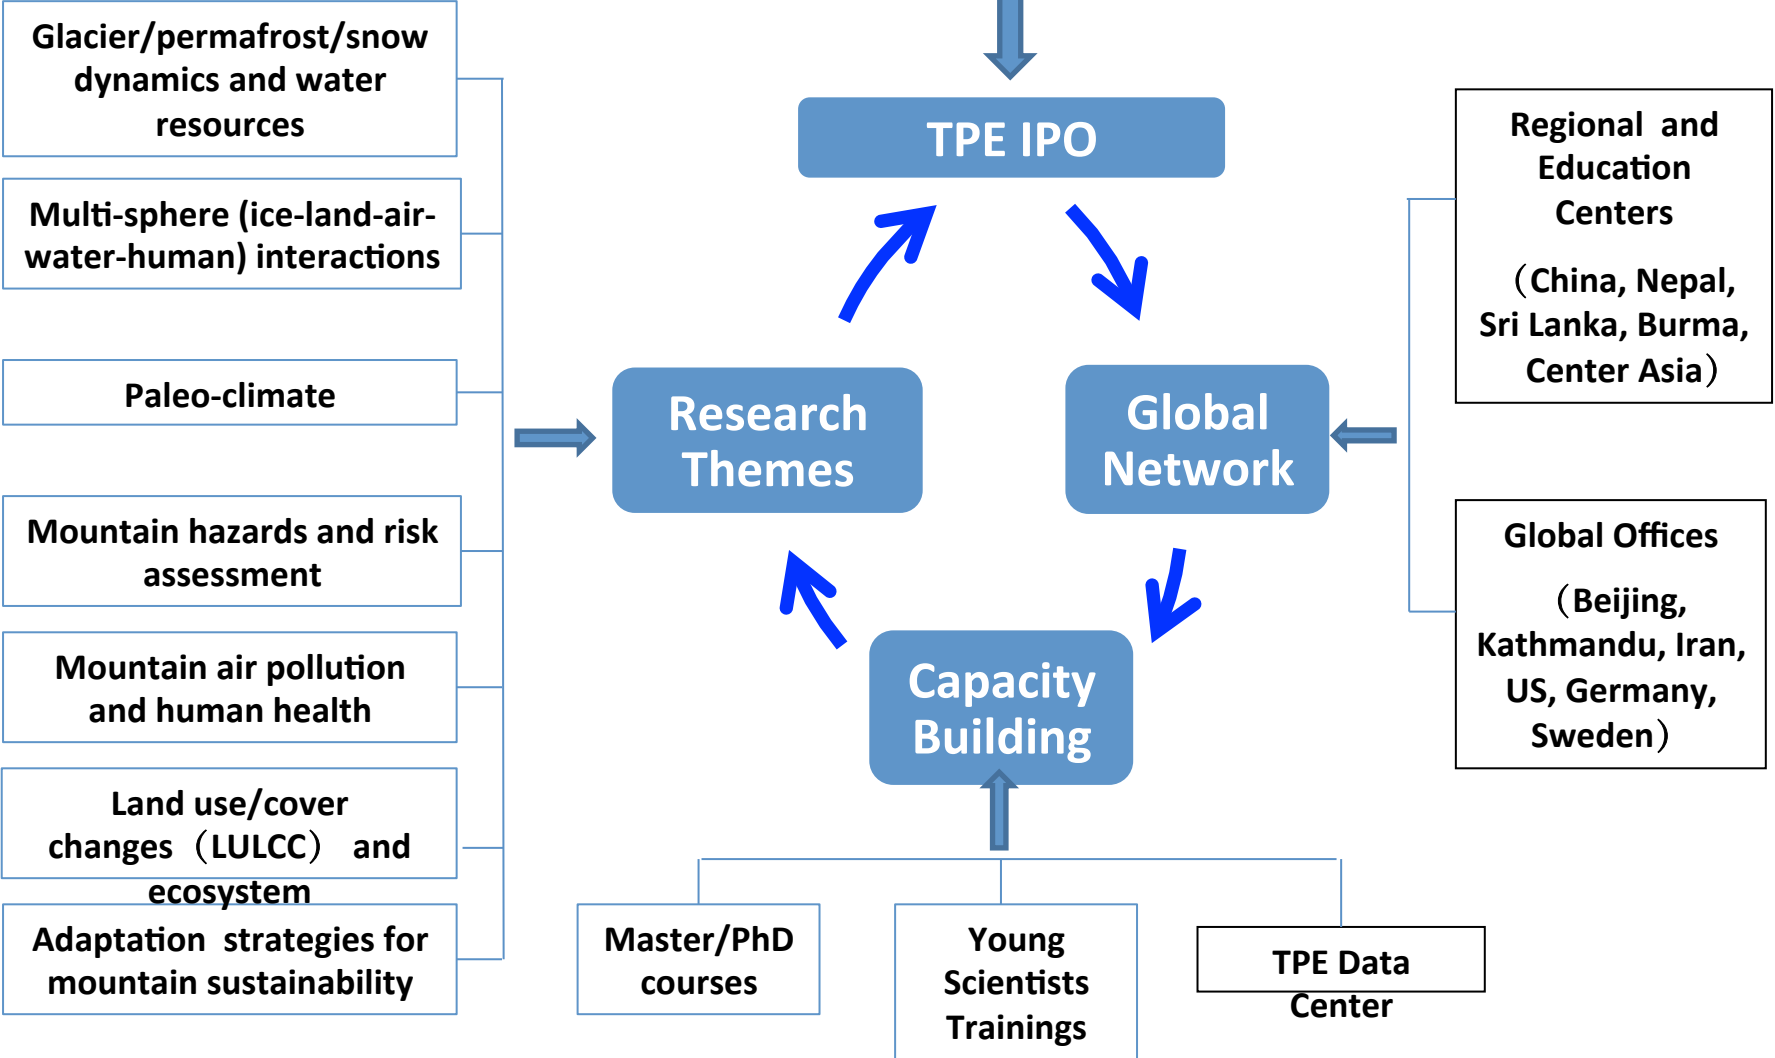 Glacier/permafrost/snow
dynamics and water
resources
Multi-sphere (ice-land-air-
water-human) interactions
Paleo-climate
Mountain hazards and risk
assessment
Mountain air pollution
and human health
Land use/cover
changes（LULCC） and
ecosystem
Adaptation strategies for
mountain sustainability
TPE IPO
Research
Themes
Global
Network
Capacity
Building
Master/PhD
courses
Young
Scientists
Trainings
TPE Data
Center
Regional and
Education
Centers
（China, Nepal,
Sri Lanka, Burma,
Center Asia）
Global Offices
（Beijing,
Kathmandu, Iran,
US, Germany,
Sweden）